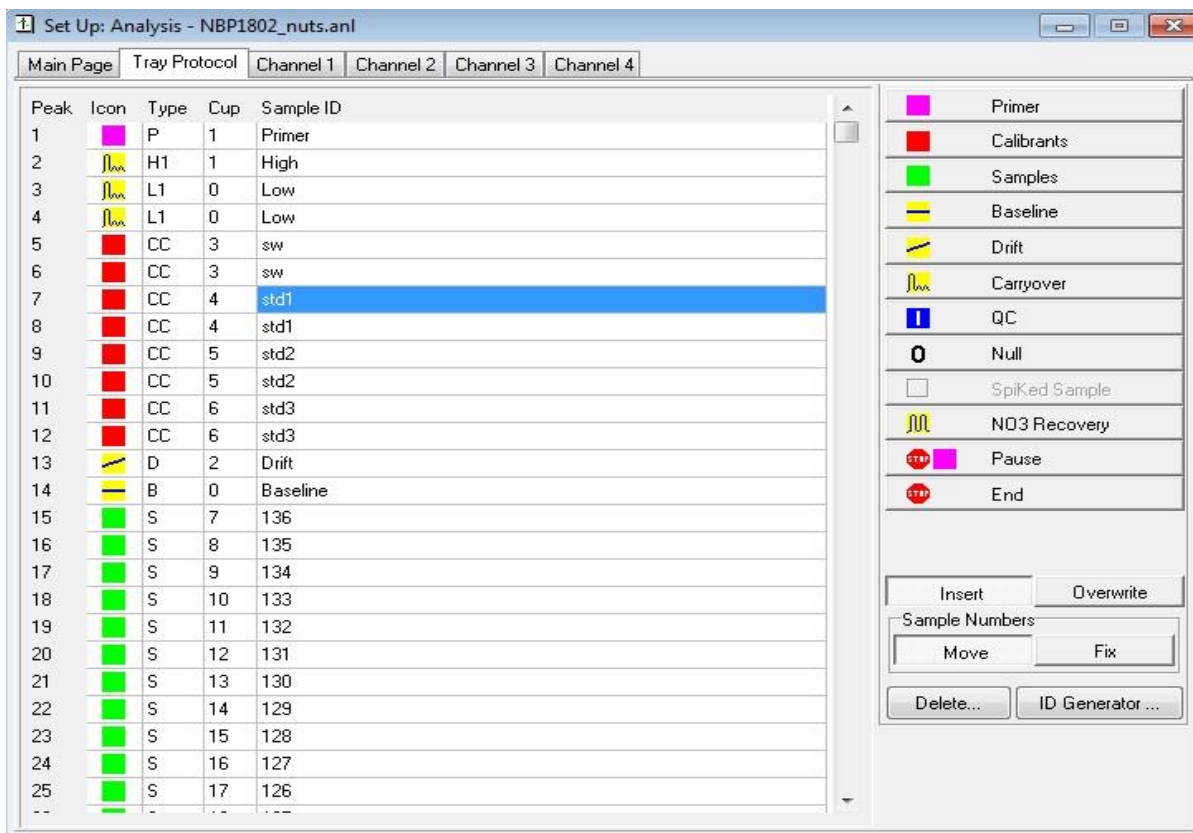 Set Up: Analysis - NBP1802_nuts.anl
Main Page Tray Protocol Channel 1 Channel 2 Channel 3 Channel 4
Peak Icon Type Cup Sample ID
1 P 1 Primer
2 H1 1 High
3 L1 0 Low
4 L1 0 Low
5 CC 3 sw
6 CC 3 sw
7 CC 4 std1
8 CC 4 std1
9 CC 5 std2
10 CC 5 std2
11 CC 6 std3
12 CC 6 std3
13 D 2 Drift
14 B 0 Baseline
15 S 7 136
16 S 8 135
17 S 9 134
18 S 10 133
19 S 11 132
20 S 12 131
21 S 13 130
22 S 14 129
23 S 15 128
24 S 16 127
25 S 17 126
Primer
Calibrants
Samples
Baseline
Drift
Carryover
I QC
0 Null
SpiKed Sample
NO3 Recovery
STOP Pause
STOP End
Insert Overwrite
Sample Numbers
Move Fix
Delete... ID Generator ...